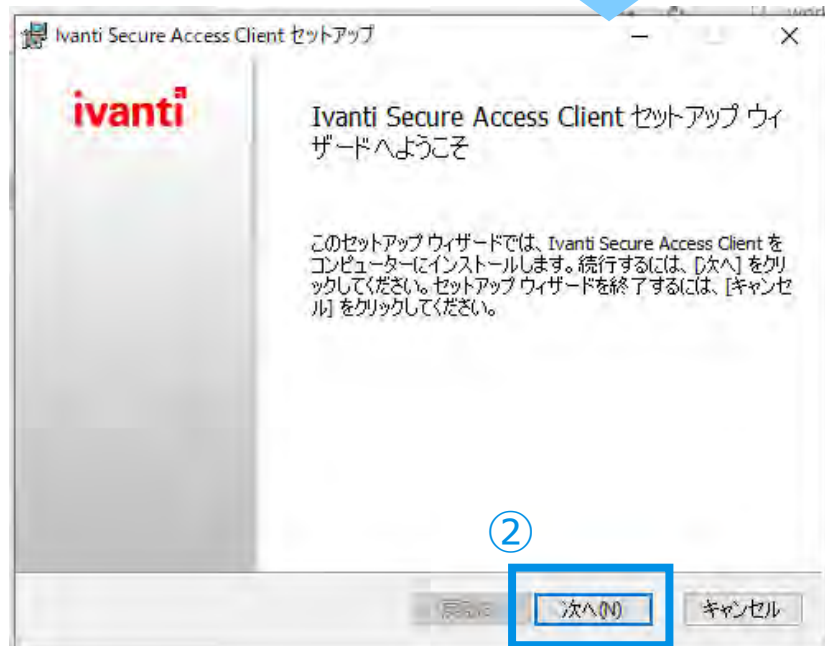 Ivanti Secure Access Client セットアップ
ivanti
Ivanti Secure Access Client セットアップ ウィ
ザードへようこそ
このセットアップ ウィザードでは、Ivanti Secure Access Client を
コンピューターにインストールします。続行するには、[次へ] をクリ
ックしてください。セットアップ ウィザードを終了するには、[キャンセ
ル] をクリックしてください。
②
次へ(N)
キャンセル